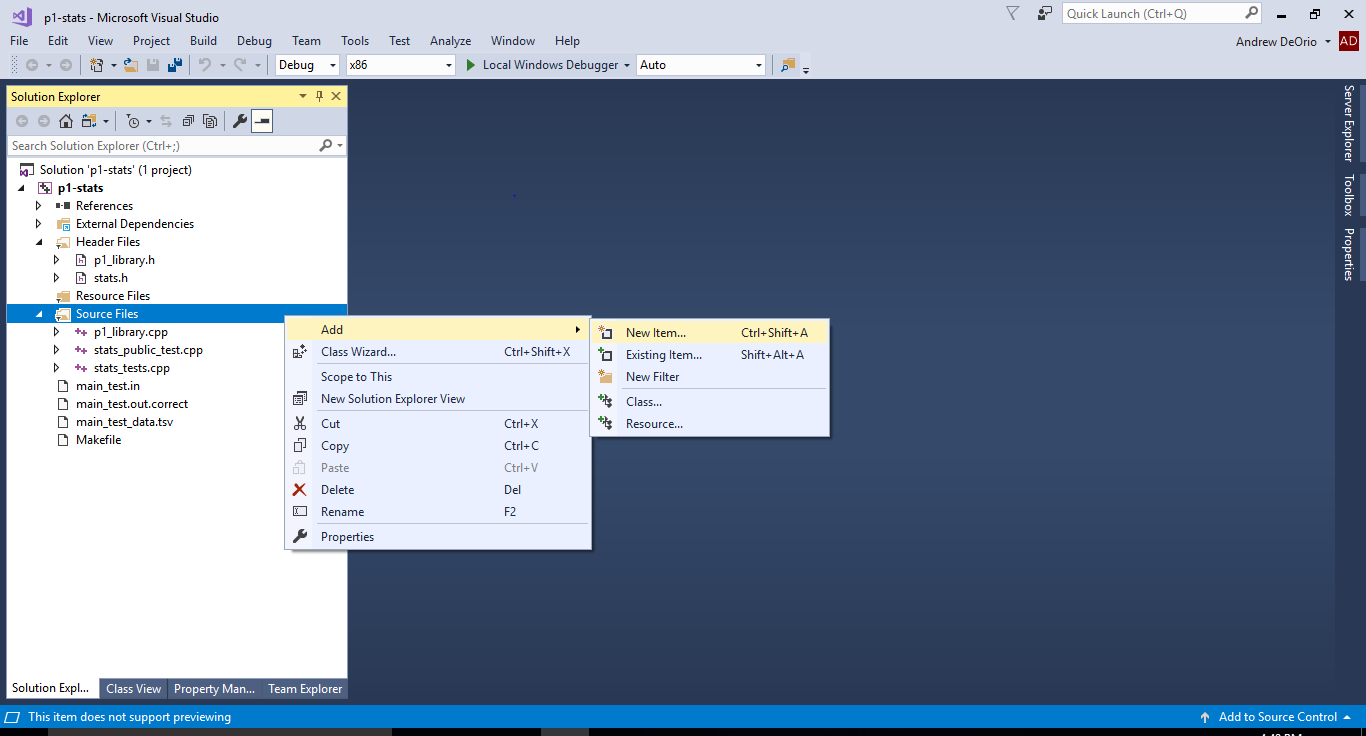 p1-stats - Microsoft Visual Studio
Quick Launch (Ctrl+Q)
File Edit View Project Build Debug Team Tools Test Analyze Window Help
Andrew DeOrio AD
Debug x86 Local Windows Debugger Auto
Solution Explorer
Search Solution Explorer (Ctrl+;)
Solution 'p1-stats' (1 project)
p1-stats
References
External Dependencies
Header Files
p1_library.h
stats.h
Resource Files
Source Files
p1_library.cpp
stats_public_test.cpp
stats_tests.cpp
main_test.in
main_test.out.correct
main_test_data.tsv
Makefile
Add
Class Wizard... Ctrl+Shift+X
Scope to This
New Solution Explorer View
Cut Ctrl+X
Copy Ctrl+C
Paste Ctrl+V
Delete Del
Rename F2
Properties
New Item... Ctrl+Shift+A
Existing Item... Shift+Alt+A
New Filter
Class...
Resource...
Server Explorer
Toolbox
Properties
Solution Expl... Class View Property Man... Team Explorer
This item does not support previewing
Add to Source Control